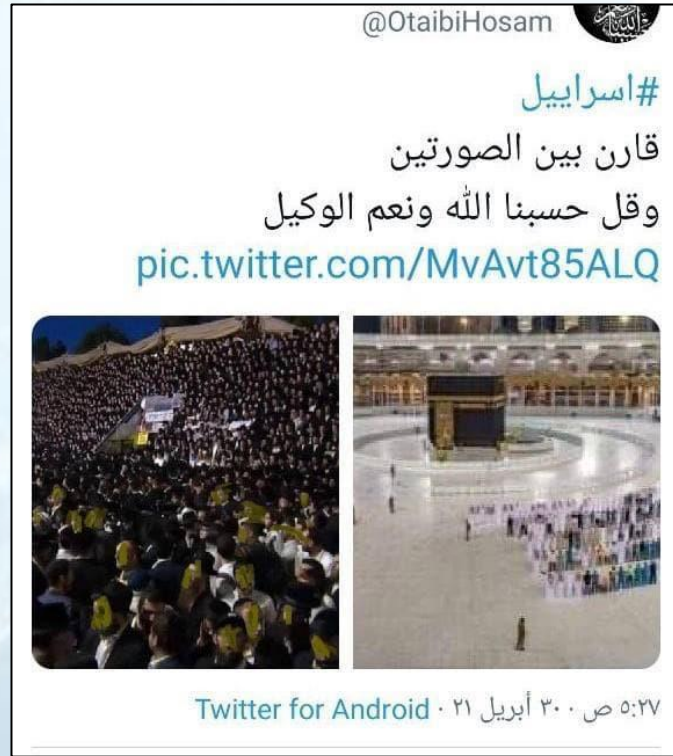 @OtaibiHosam
#اسراييل
قارن بين الصورتين
وقل حسبنا الله ونعم الوكيل
pic.twitter.com/MvAvt85ALQ
٥:٢٧ ص · ٣٠ أبريل ٢١ · Twitter for Android